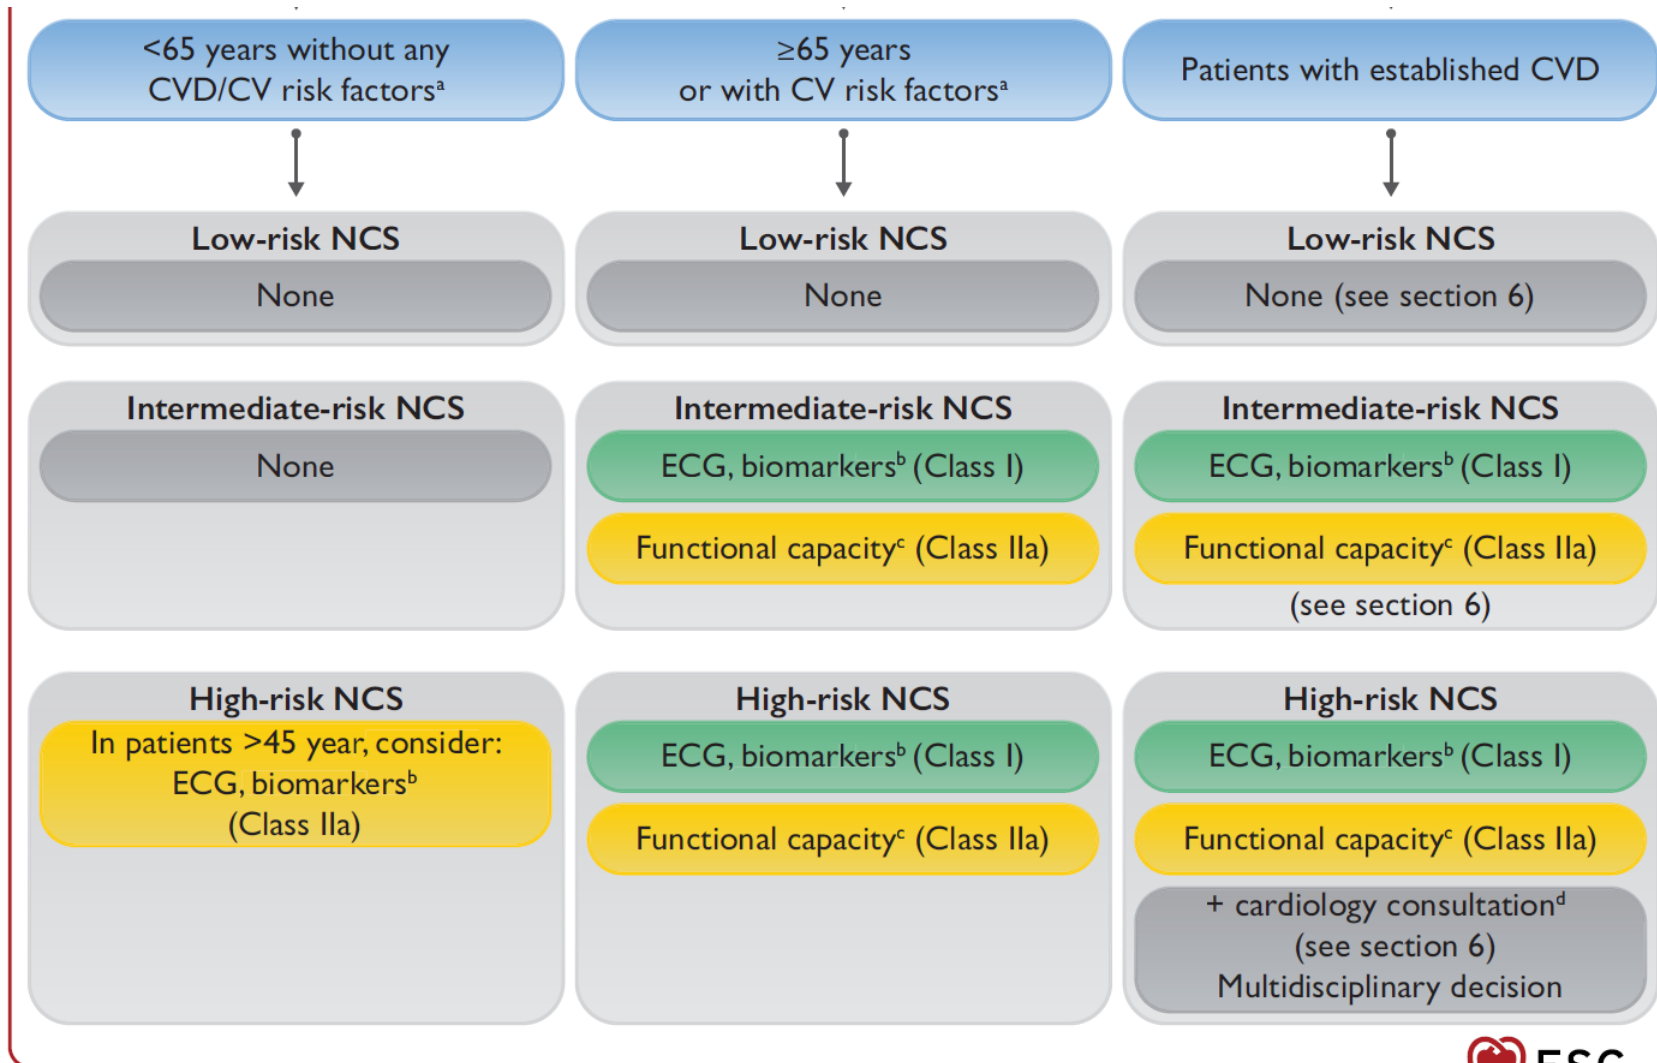 <65 years without any
CVD/CV risk factorsᵃ
≥65 years
or with CV risk factorsᵃ
Patients with established CVD
Low-risk NCS
None
Low-risk NCS
None
Low-risk NCS
None (see section 6)
Intermediate-risk NCS
None
Intermediate-risk NCS
ECG, biomarkersᵇ (Class I)
Functional capacityᶜ (Class IIa)
Intermediate-risk NCS
ECG, biomarkersᵇ (Class I)
Functional capacityᶜ (Class IIa)
(see section 6)
High-risk NCS
In patients >45 year, consider:
ECG, biomarkersᵇ
(Class IIa)
High-risk NCS
ECG, biomarkersᵇ (Class I)
Functional capacityᶜ (Class IIa)
High-risk NCS
ECG, biomarkersᵇ (Class I)
Functional capacityᶜ (Class IIa)
+ cardiology consultationᵈ
(see section 6)
Multidisciplinary decision
ESC